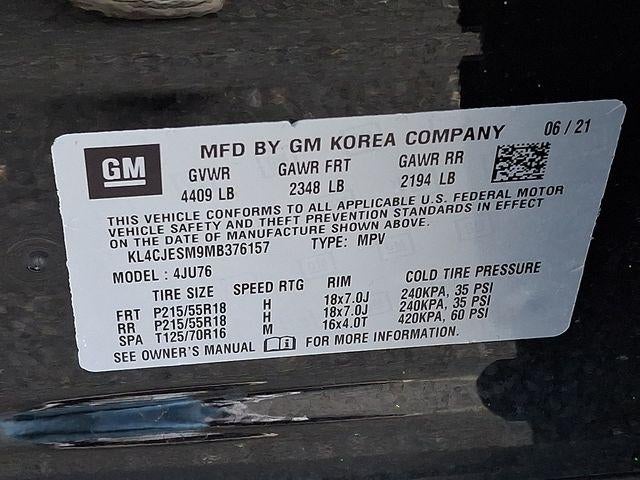 GM
MFD BY GM KOREA COMPANY 06 / 21
GVWR GAWR FRT GAWR RR
4409 LB 2348 LB 2194 LB
THIS VEHICLE CONFORMS TO ALL APPLICABLE U.S. FEDERAL MOTOR
VEHICLE SAFETY AND THEFT PREVENTION STANDARDS IN EFFECT
ON THE DATE OF MANUFACTURE SHOWN ABOVE.
KL4CJESM9MB376157 TYPE: MPV
MODEL : 4JU76
TIRE SIZE SPEED RTG RIM COLD TIRE PRESSURE
FRT P215/55R18 H 18x7.0J 240KPA, 35 PSI
RR P215/55R18 H 18x7.0J 240KPA, 35 PSI
SPA T125/70R16 M 16x4.0T 420KPA, 60 PSI
SEE OWNER'S MANUAL FOR MORE INFORMATION.